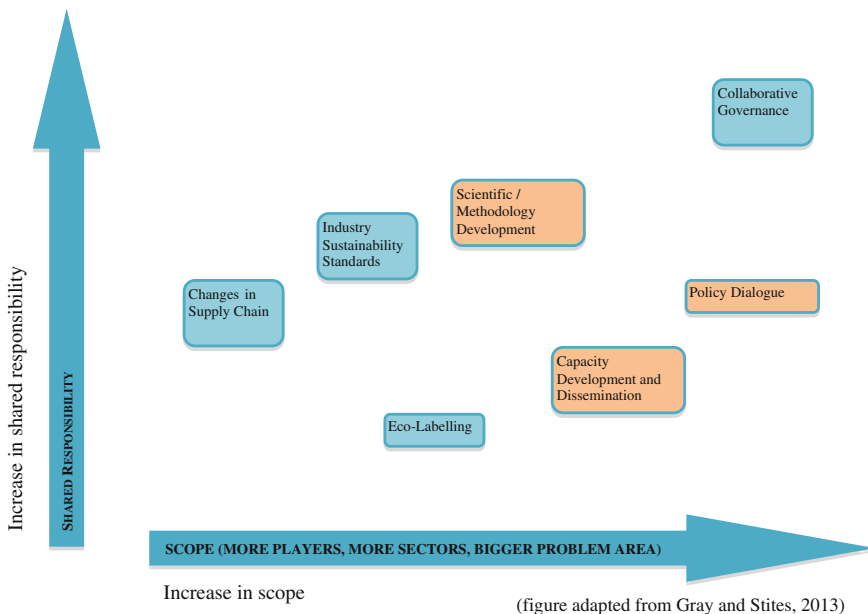 Collaborative
Governance
Scientific /
Methodology
Development
Industry
Sustainability
Standards
Changes in
Supply Chain
Policy Dialogue
Capacity
Development and
Dissemination
Eco-Labelling
Increase in shared responsibility
SHARED RESPONSIBILITY
SCOPE (MORE PLAYERS, MORE SECTORS, BIGGER PROBLEM AREA)
Increase in scope
(figure adapted from Gray and Stites, 2013)